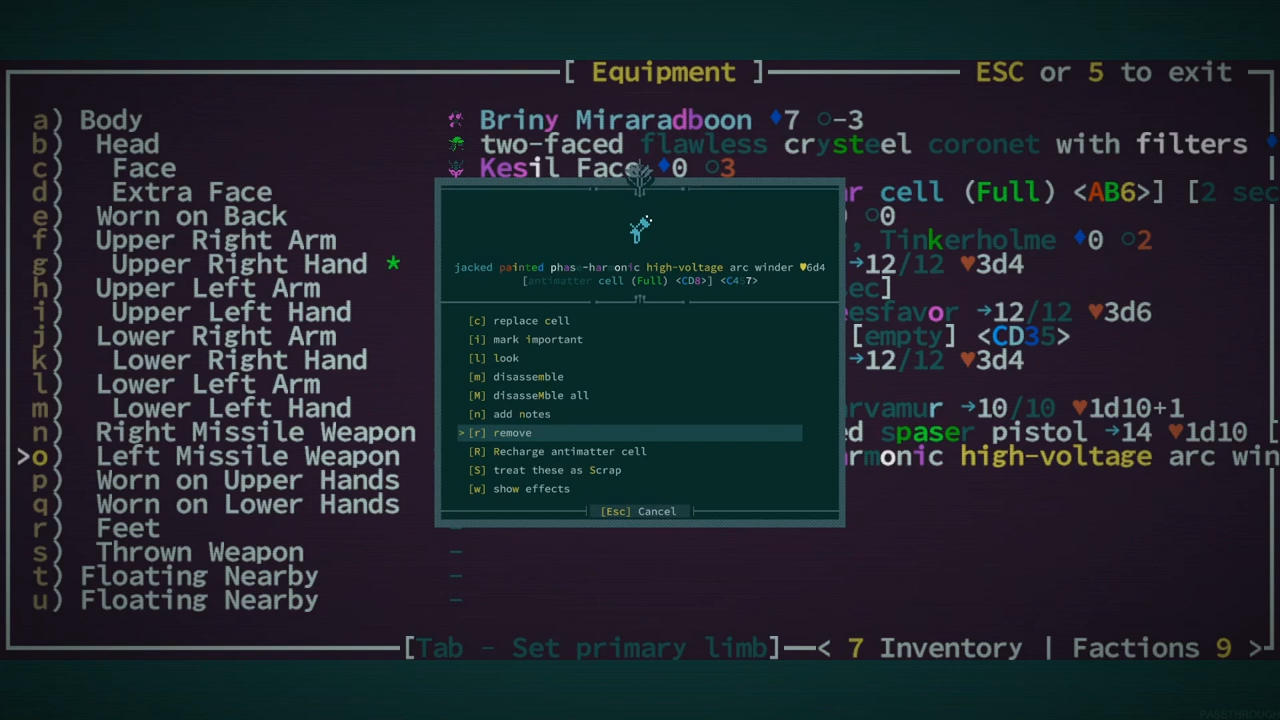 [ Equipment ] ESC or 5 to exit
a) Body Briny Miraradboon ♦7 ○-3
b) Head two-faced flawless crysteel coronet with filters ♦
c) Face Kesil Face ♦0 ○3
d) Extra Face ar cell (Full) <AB6>] [2 sec
e) Worn on Back ○0
f) Upper Right Arm , Tinkerholme ♦0 ○2
g) Upper Right Hand * →12/12 ♥3d4
h) Upper Left Arm sec]
i) Upper Left Hand esfavor →12/12 ♥3d6
j) Lower Right Arm [empty] <CD35>
k) Lower Right Hand →12/12 ♥3d4
l) Lower Left Arm
m) Lower Left Hand arvamur →10/10 ♥1d10+1
n) Right Missile Weapon ed spaser pistol →14 ♥1d10 [
>o) Left Missile Weapon armonic high-voltage arc win
p) Worn on Upper Hands
q) Worn on Lower Hands
r) Feet -
s) Thrown Weapon -
t) Floating Nearby -
u) Floating Nearby -
jacked painted phase-harmonic high-voltage arc winder ♥6d4
[antimatter cell (Full) <CD8>] <C457>
[c] replace cell
[i] mark important
[l] look
[m] disassemble
[M] disasseMble all
[n] add notes
>[r] remove
[R] Recharge antimatter cell
[S] treat these as Scrap
[w] show effects
[Esc] Cancel
[Tab - Set primary limb] < 7 Inventory | Factions 9 >